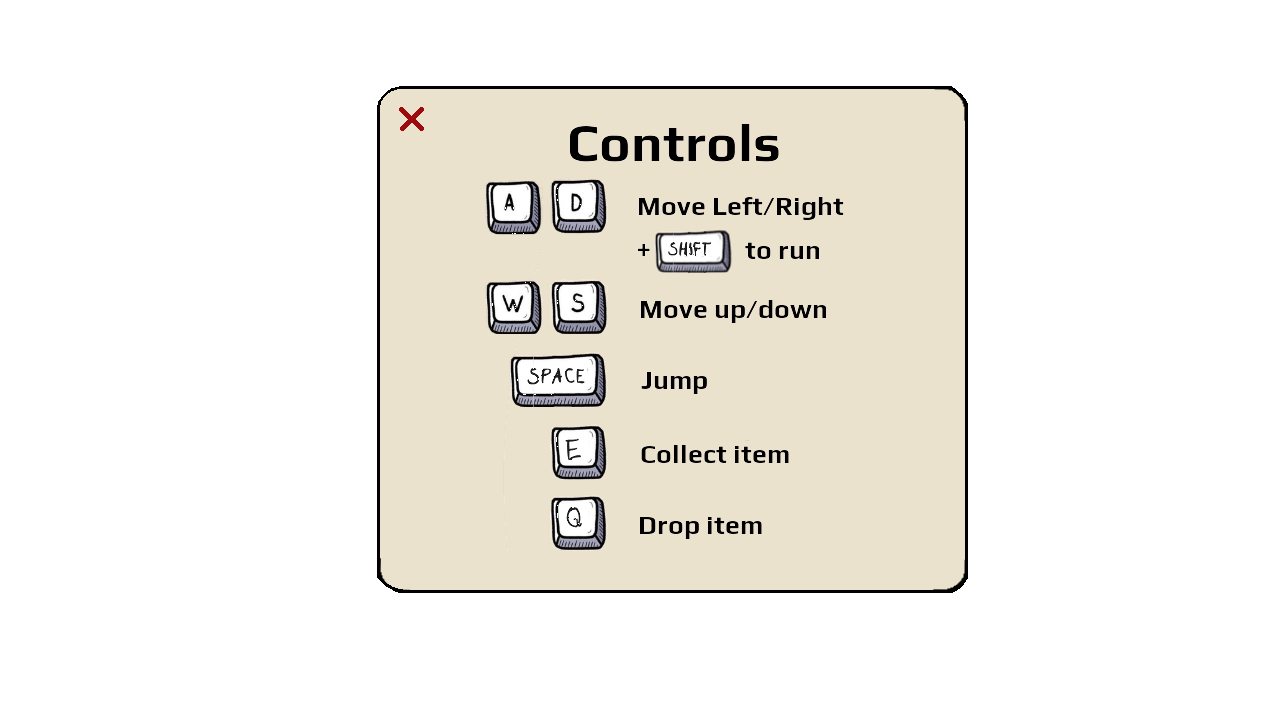 Controls
A D Move Left/Right
+ SHIFT to run
W S Move up/down
SPACE Jump
E Collect item
Q Drop item